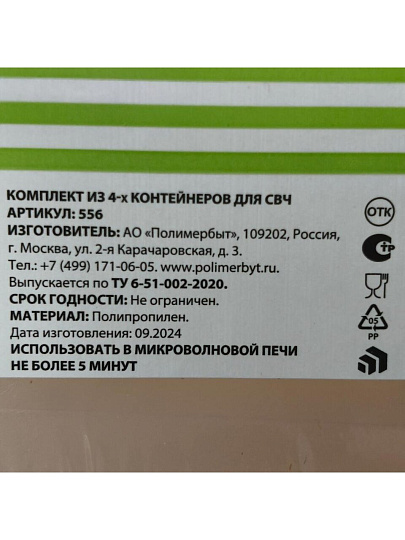 КОМПЛЕКТ ИЗ 4-х КОНТЕЙНЕРОВ ДЛЯ СВЧ
АРТИКУЛ: 556
ИЗГОТОВИТЕЛЬ: АО «Полимербыт», 109202, Россия,
г. Москва, ул. 2-я Карачаровская, д. 3.
Тел.: +7 (499) 171-06-05. www.polimerbyt.ru
Выпускается по ТУ 6-51-002-2020.
СРОК ГОДНОСТИ: Не ограничен.
МАТЕРИАЛ: Полипропилен.
Дата изготовления: 09.2024
ИСПОЛЬЗОВАТЬ В МИКРОВОЛНОВОЙ ПЕЧИ
НЕ БОЛЕЕ 5 МИНУТ
ОТК
СТР
05
PP